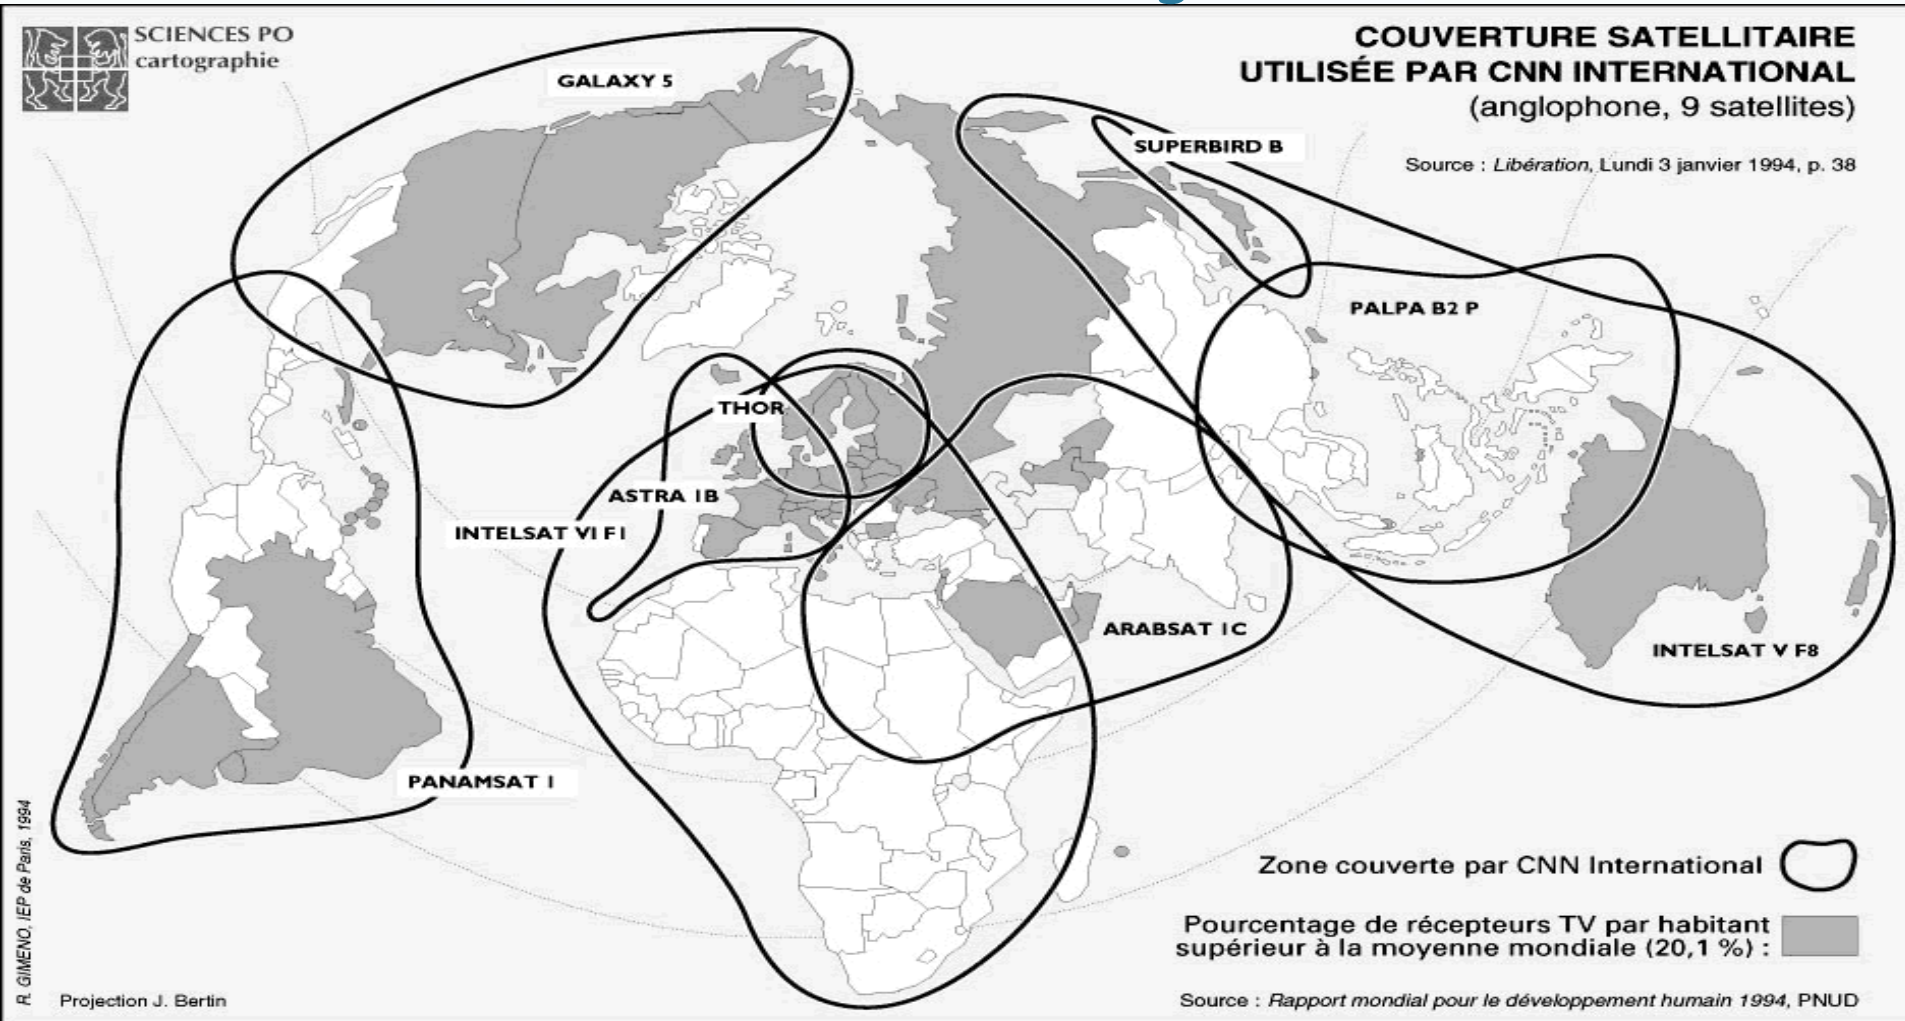 SCIENCES PO
cartographie
COUVERTURE SATELLITAIRE
UTILISÉE PAR CNN INTERNATIONAL
(anglophone, 9 satellites)
Source : Libération, Lundi 3 janvier 1994, p. 38
GALAXY 5
SUPERBIRD B
PALPA B2 P
THOR
ASTRA 1B
INTELSAT VI F1
ARABSAT 1C
INTELSAT V F8
PANAMSAT 1
Zone couverte par CNN International
Pourcentage de récepteurs TV par habitant
supérieur à la moyenne mondiale (20,1 %) :
Source : Rapport mondial pour le développement humain 1994, PNUD
R. GIMENO, IEP de Paris, 1994
Projection J. Bertin